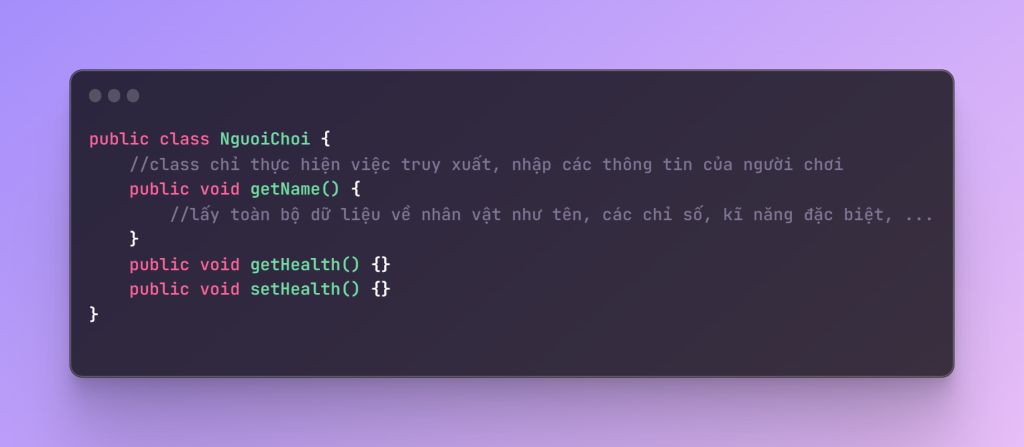 public class NguoiChoi {
    //class chỉ thực hiện việc truy xuất, nhập các thông tin của người chơi
    public void getName() {
        //lấy toàn bộ dữ liệu về nhân vật như tên, các chỉ số, kĩ năng đặc biệt, ...
    }
    public void getHealth() {}
    public void setHealth() {}
}